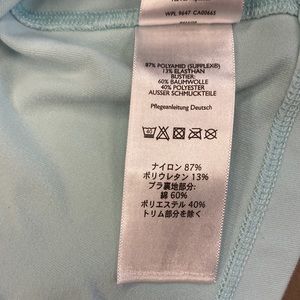 WPL 9647 CA00665
87% POLYAMID (SUPPLEX®)
13% ELASTHAN
BUSTIER:
60% BAUMWOLLE
40% POLYESTER
AUSSER SCHMUCKTEILE
Pflegeanleitung Deutsch
ナイロン 87%
ポリウレタン 13%
ブラ裏地部分:
綿 60%
ポリエステル 40%
トリム部分を除く